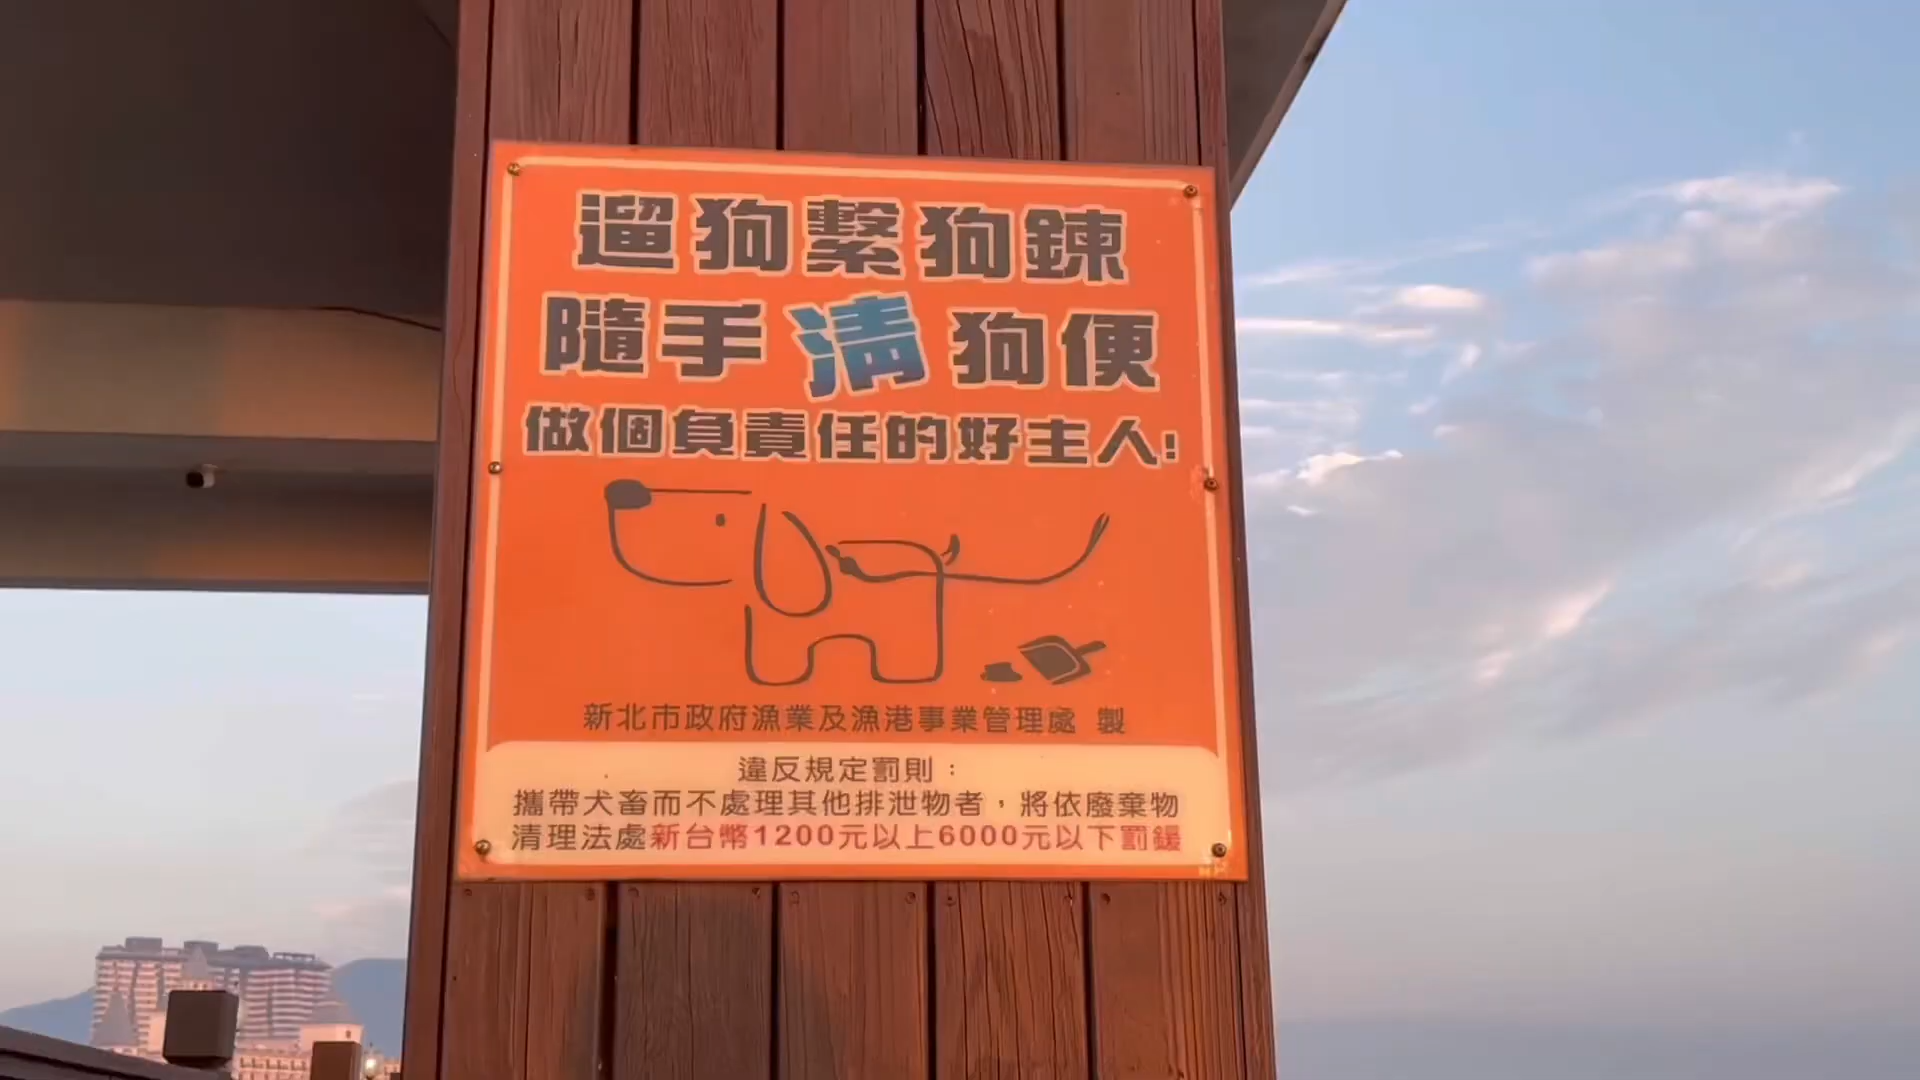 遛狗繫狗鍊
隨手清狗便
做個負責任的好主人!
新北市政府漁業及漁港事業管理處 製
違反規定罰則：
攜帶犬畜而不處理其他排泄物者，將依廢棄物
清理法處新台幣1200元以上6000元以下罰鍰